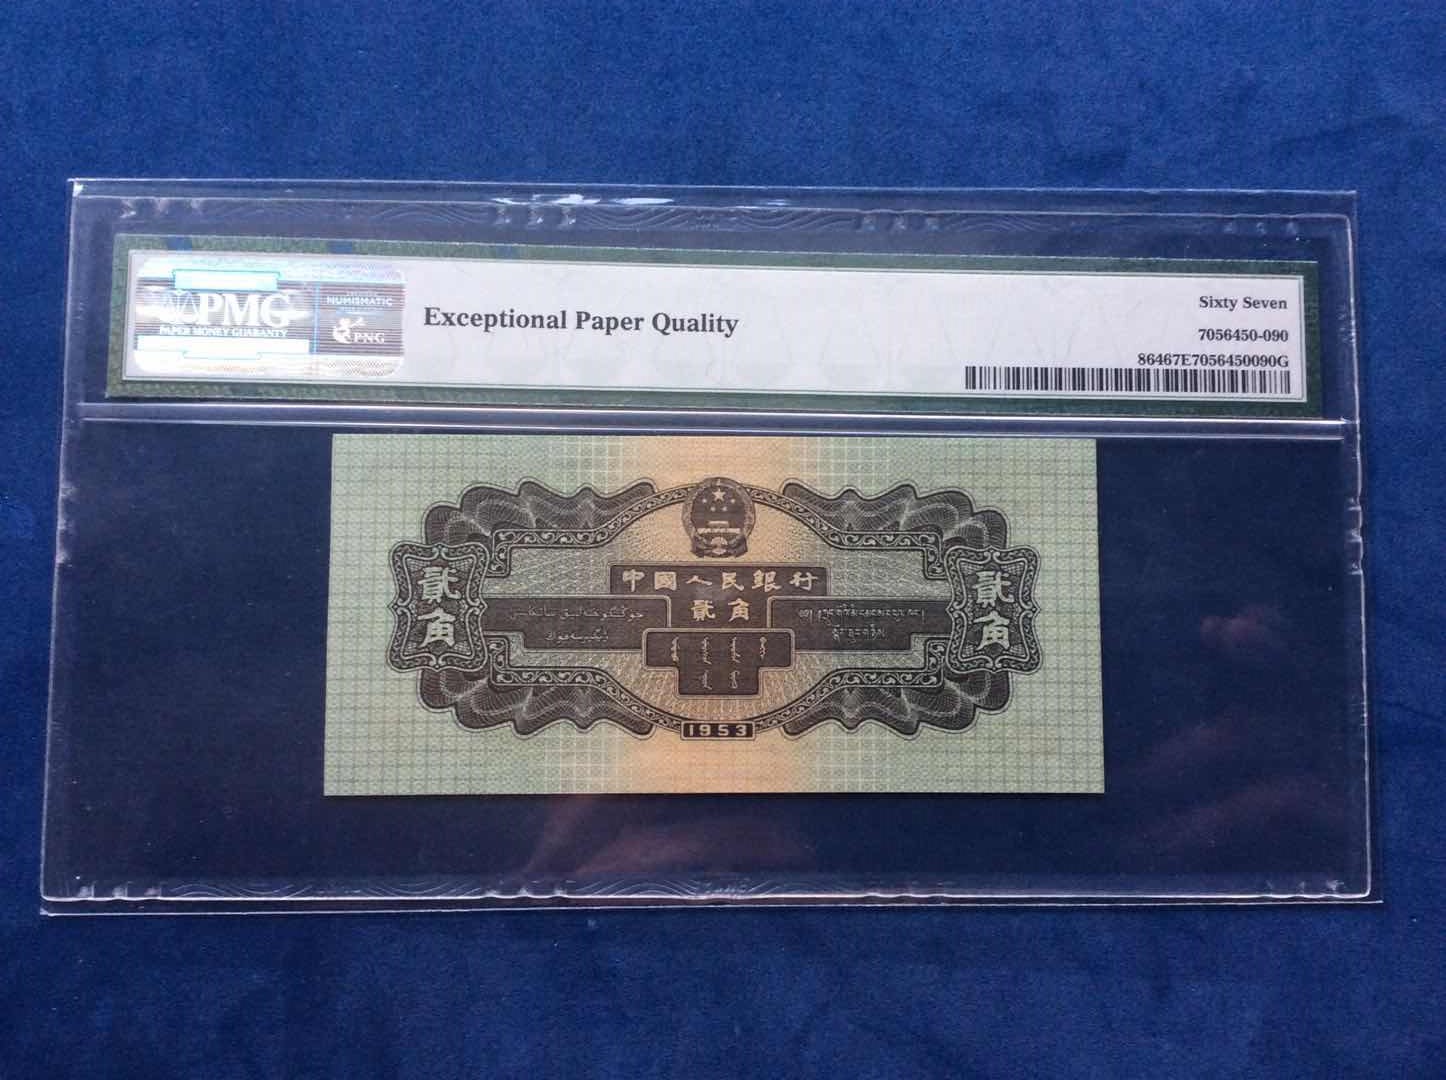 PMG
PAPER MONEY GUARANTY
NUMISMATIC
PNG
Exceptional Paper Quality
Sixty Seven
7056450-090
86467E7056450090G
中國人民銀行
貳角
貳角
貳角
1953